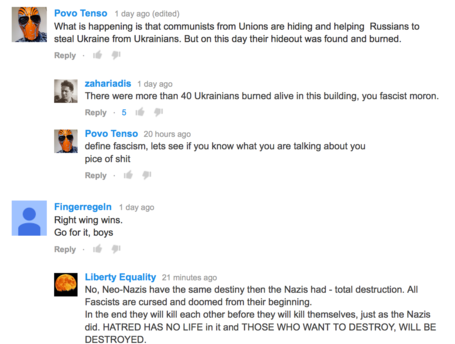 Povo Tenso 1 day ago (edited)
What is happening is that communists from Unions are hiding and helping Russians to
steal Ukraine from Ukrainians. But on this day their hideout was found and burned.
Reply ·
zahariadis 1 day ago
There were more than 40 Ukrainians burned alive in this building, you fascist moron.
Reply · 5
Povo Tenso 20 hours ago
define fascism, lets see if you know what you are talking about you
pice of shit
Reply ·
Fingerregeln 1 day ago
Right wing wins.
Go for it, boys
Reply ·
Liberty Equality 21 minutes ago
No, Neo-Nazis have the same destiny then the Nazis had - total destruction. All
Fascists are cursed and doomed from their beginning.
In the end they will kill each other before they will kill themselves, just as the Nazis
did. HATRED HAS NO LIFE in it and THOSE WHO WANT TO DESTROY, WILL BE
DESTROYED.